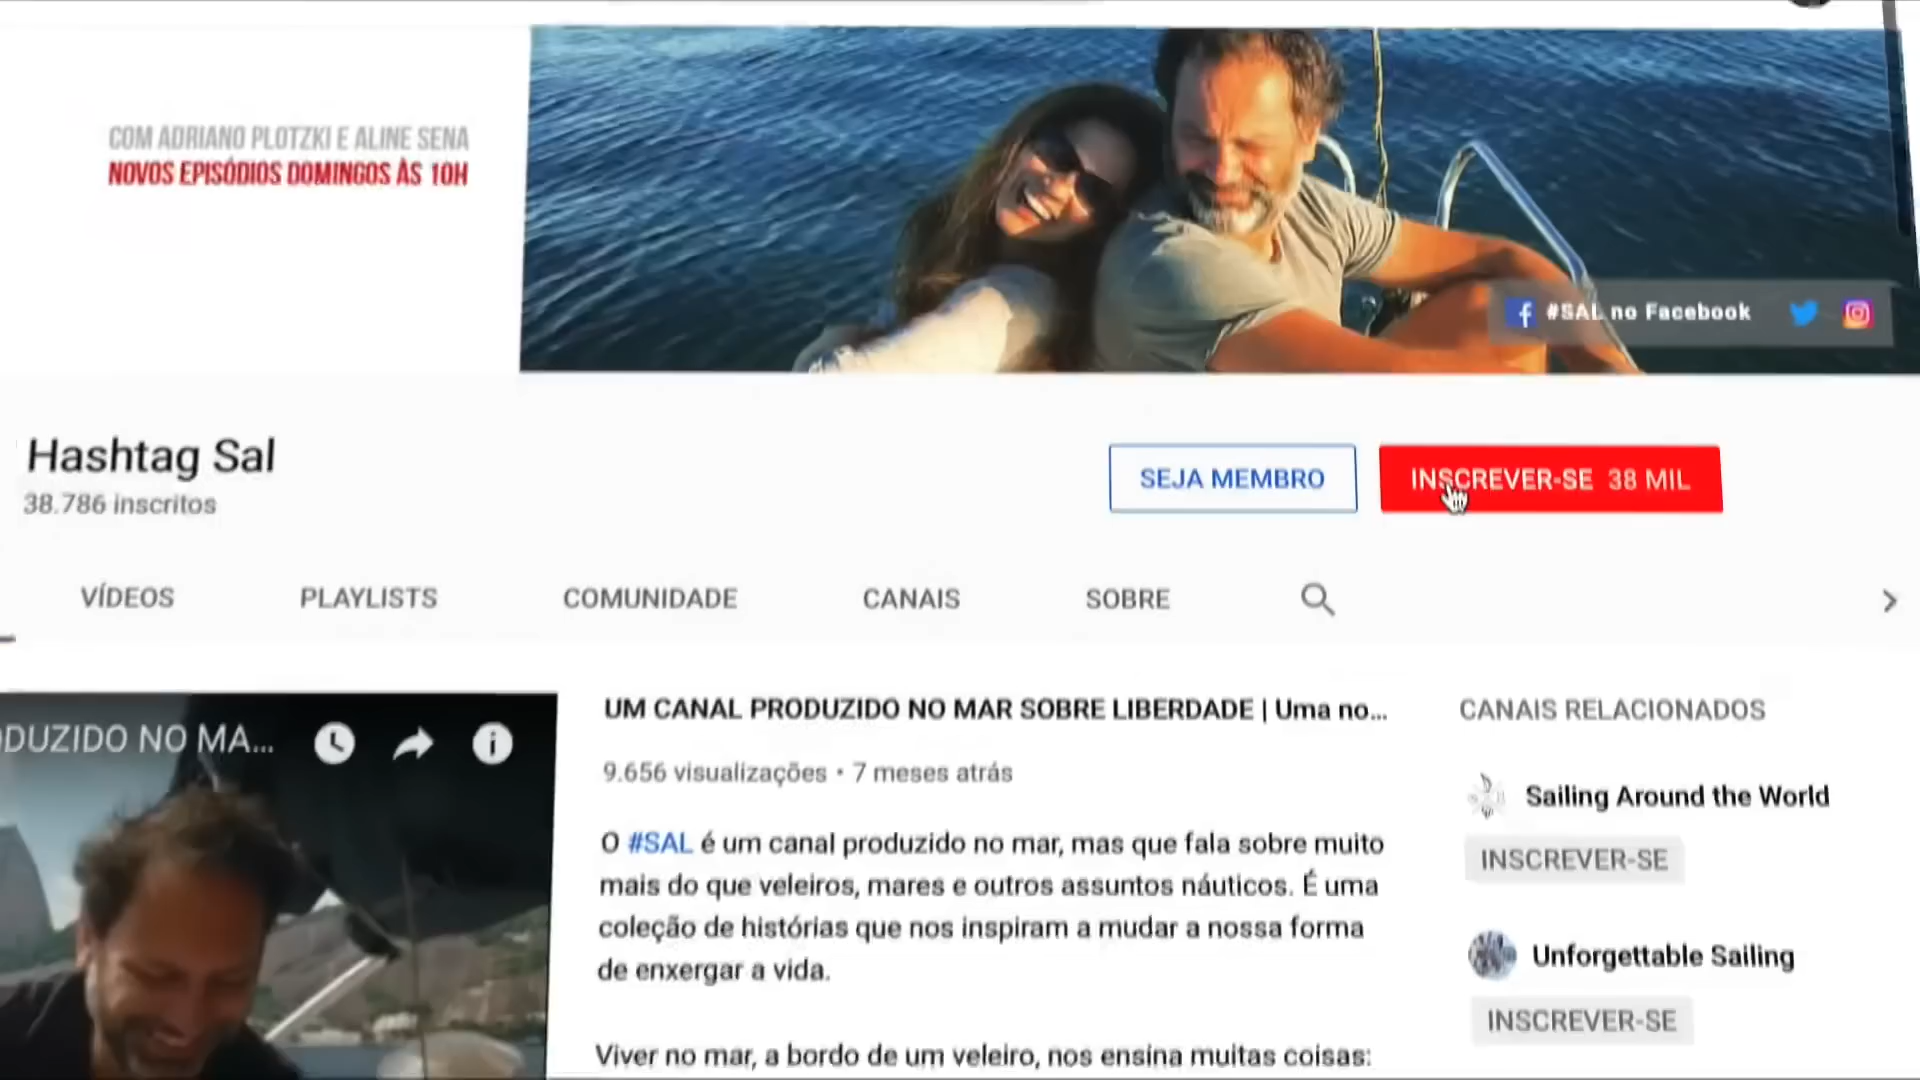 COM ADRIANO PLOTZKI E ALINE SENA
NOVOS EPISÓDIOS DOMINGOS ÀS 10H
#SAL no Facebook
Hashtag Sal
38.786 inscritos
SEJA MEMBRO
INSCREVER-SE 38 MIL
VÍDEOS
PLAYLISTS
COMUNIDADE
CANAIS
SOBRE
DUZIDO NO MA...
UM CANAL PRODUZIDO NO MAR SOBRE LIBERDADE | Uma no...
9.656 visualizações • 7 meses atrás
O #SAL é um canal produzido no mar, mas que fala sobre muito
mais do que veleiros, mares e outros assuntos náuticos. É uma
coleção de histórias que nos inspiram a mudar a nossa forma
de enxergar a vida.
Viver no mar, a bordo de um veleiro, nos ensina muitas coisas:
CANAIS RELACIONADOS
Sailing Around the World
INSCREVER-SE
Unforgettable Sailing
INSCREVER-SE